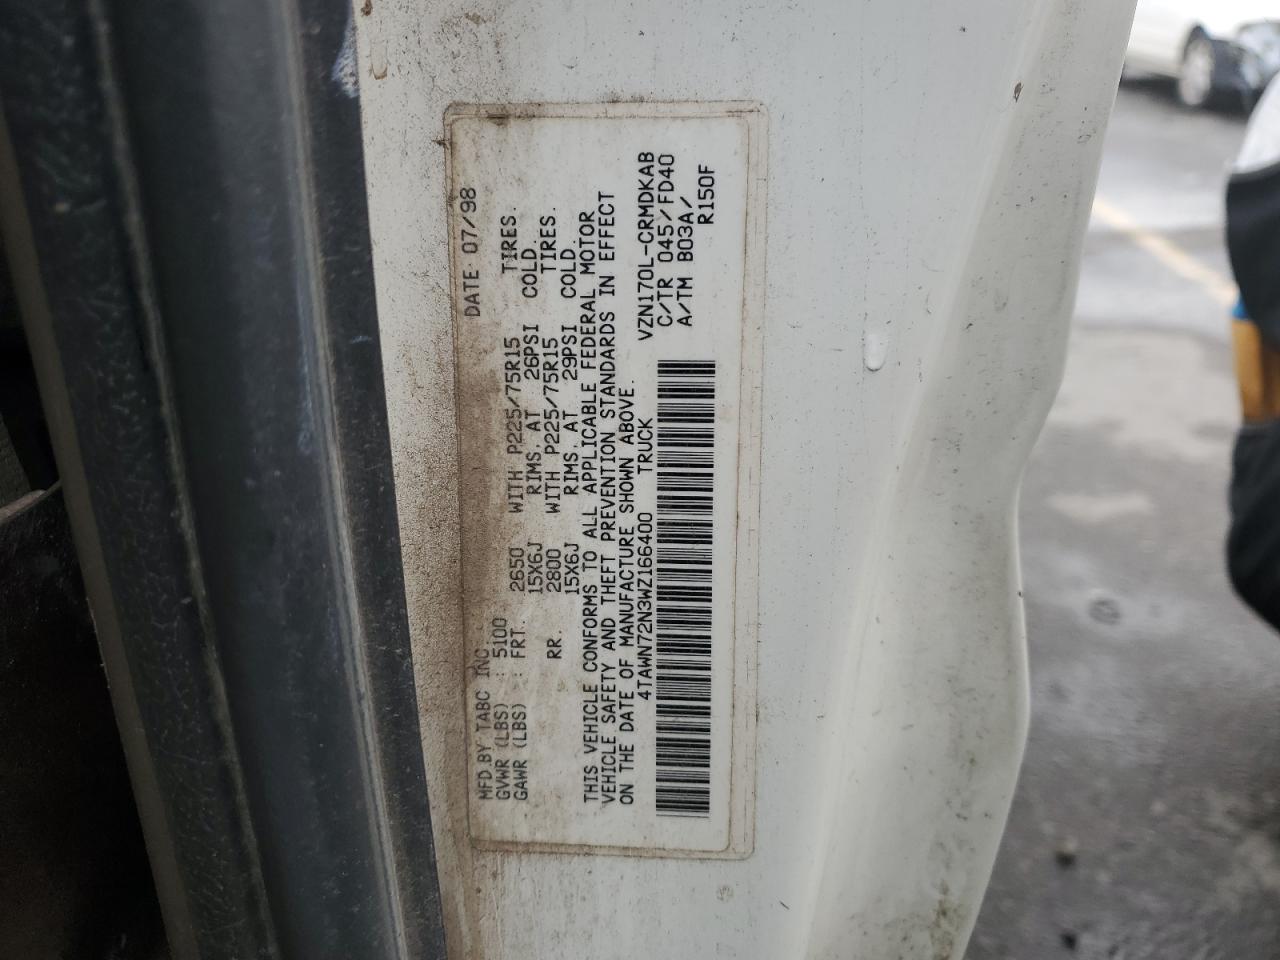 MFD.BY TABC INC. DATE 07/98
GVWR (LBS) : 5100
GAWR (LBS) : FRT. 2650 WITH P225/75R15 TIRES.
15X6J RIMS, AT 26PSI COLD.
RR. 2800 WITH P225/75R15 TIRES.
15X6J RIMS, AT 29PSI COLD.
THIS VEHICLE CONFORMS TO ALL APPLICABLE FEDERAL MOTOR
VEHICLE SAFETY AND THEFT PREVENTION STANDARDS IN EFFECT
ON THE DATE OF MANUFACTURE SHOWN ABOVE.
4TAWN72N3WZ166400 TRUCK
VZN170L-CRMDKAB
C/TR 045/FD40
A/TM B03A/
R150F